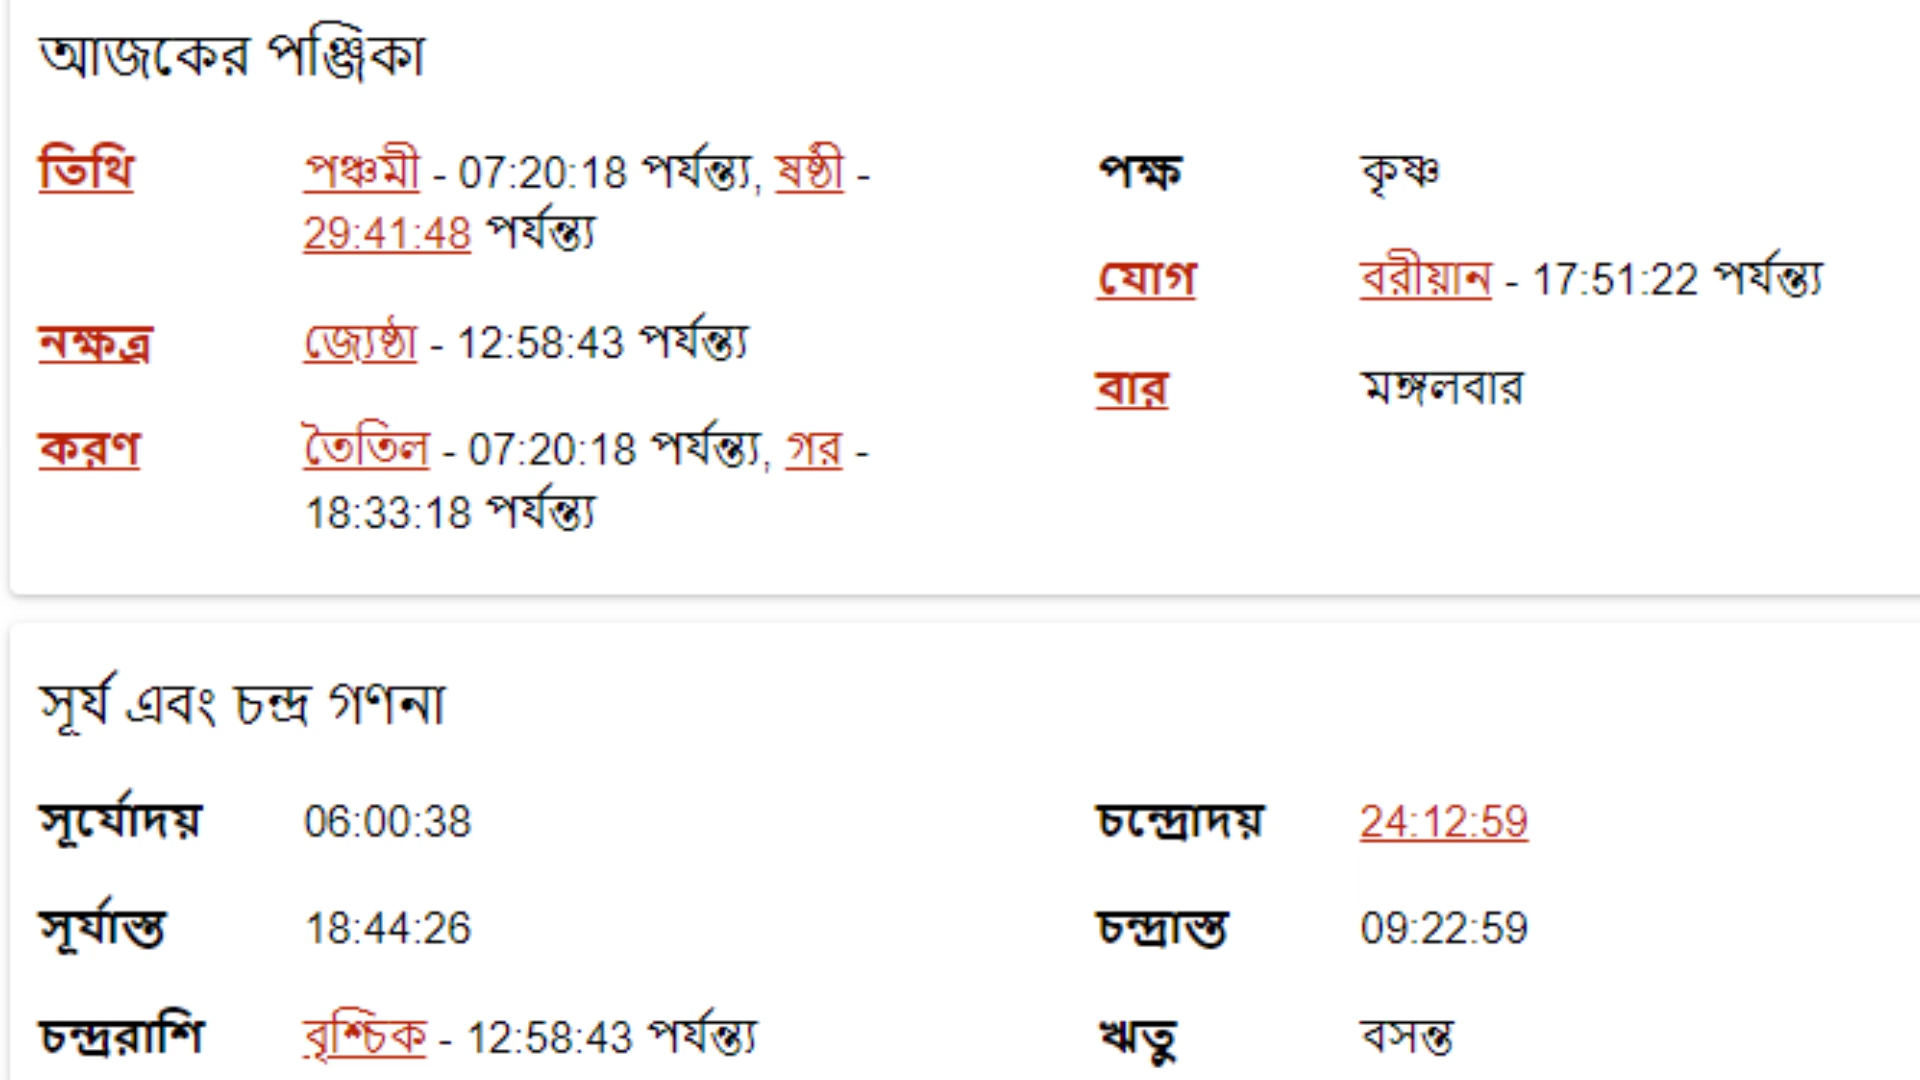 আজকের পঞ্জিকা
তিথি পঞ্চমী - 07:20:18 পর্যন্ত্য, ষষ্ঠী -
29:41:48 পর্যন্ত্য
নক্ষত্র জ্যেষ্ঠা - 12:58:43 পর্যন্ত্য
করণ তৈতিল - 07:20:18 পর্যন্ত্য, গর -
18:33:18 পর্যন্ত্য
পক্ষ কৃষ্ণ
যোগ বরীয়ান - 17:51:22 পর্যন্ত্য
বার মঙ্গলবার
সূর্য এবং চন্দ্র গণনা
সূর্যোদয় 06:00:38
সূর্যাস্ত 18:44:26
চন্দ্ররাশি বৃশ্চিক - 12:58:43 পর্যন্ত্য
চন্দ্রোদয় 24:12:59
চন্দ্রাস্ত 09:22:59
ঋতু বসন্ত